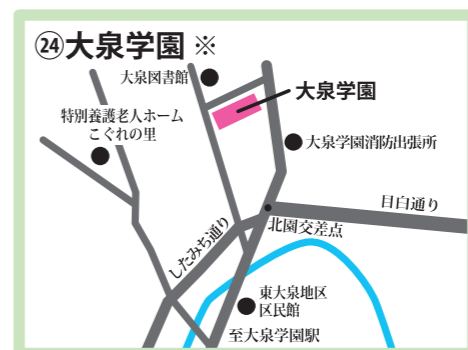 ㉔大泉学園 ※
大泉図書館
大泉学園
特別養護老人ホーム
こぐれの里
大泉学園消防出張所
目白通り
したみち通り
北園交差点
東大泉地区
区民館
至大泉学園駅